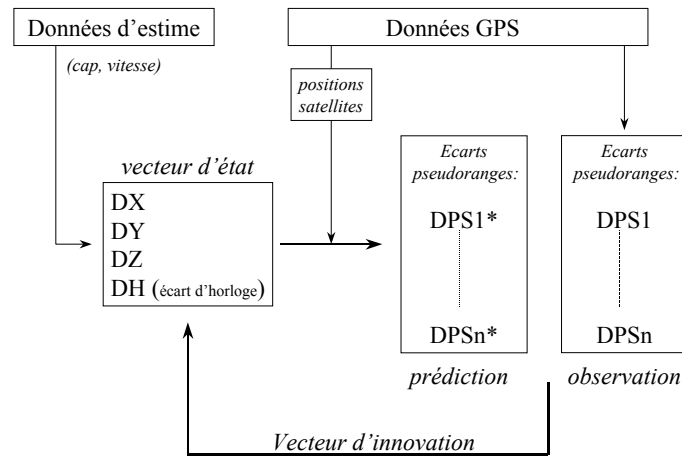 Données d'estime
Données GPS
(cap, vitesse)
positions
satellites
vecteur d'état
DX
DY
DZ
DH (écart d'horloge)
Ecarts
pseudoranges:
DPS1*
DPSn*
prédiction
Ecarts
pseudoranges:
DPS1
DPSn
observation
Vecteur d'innovation